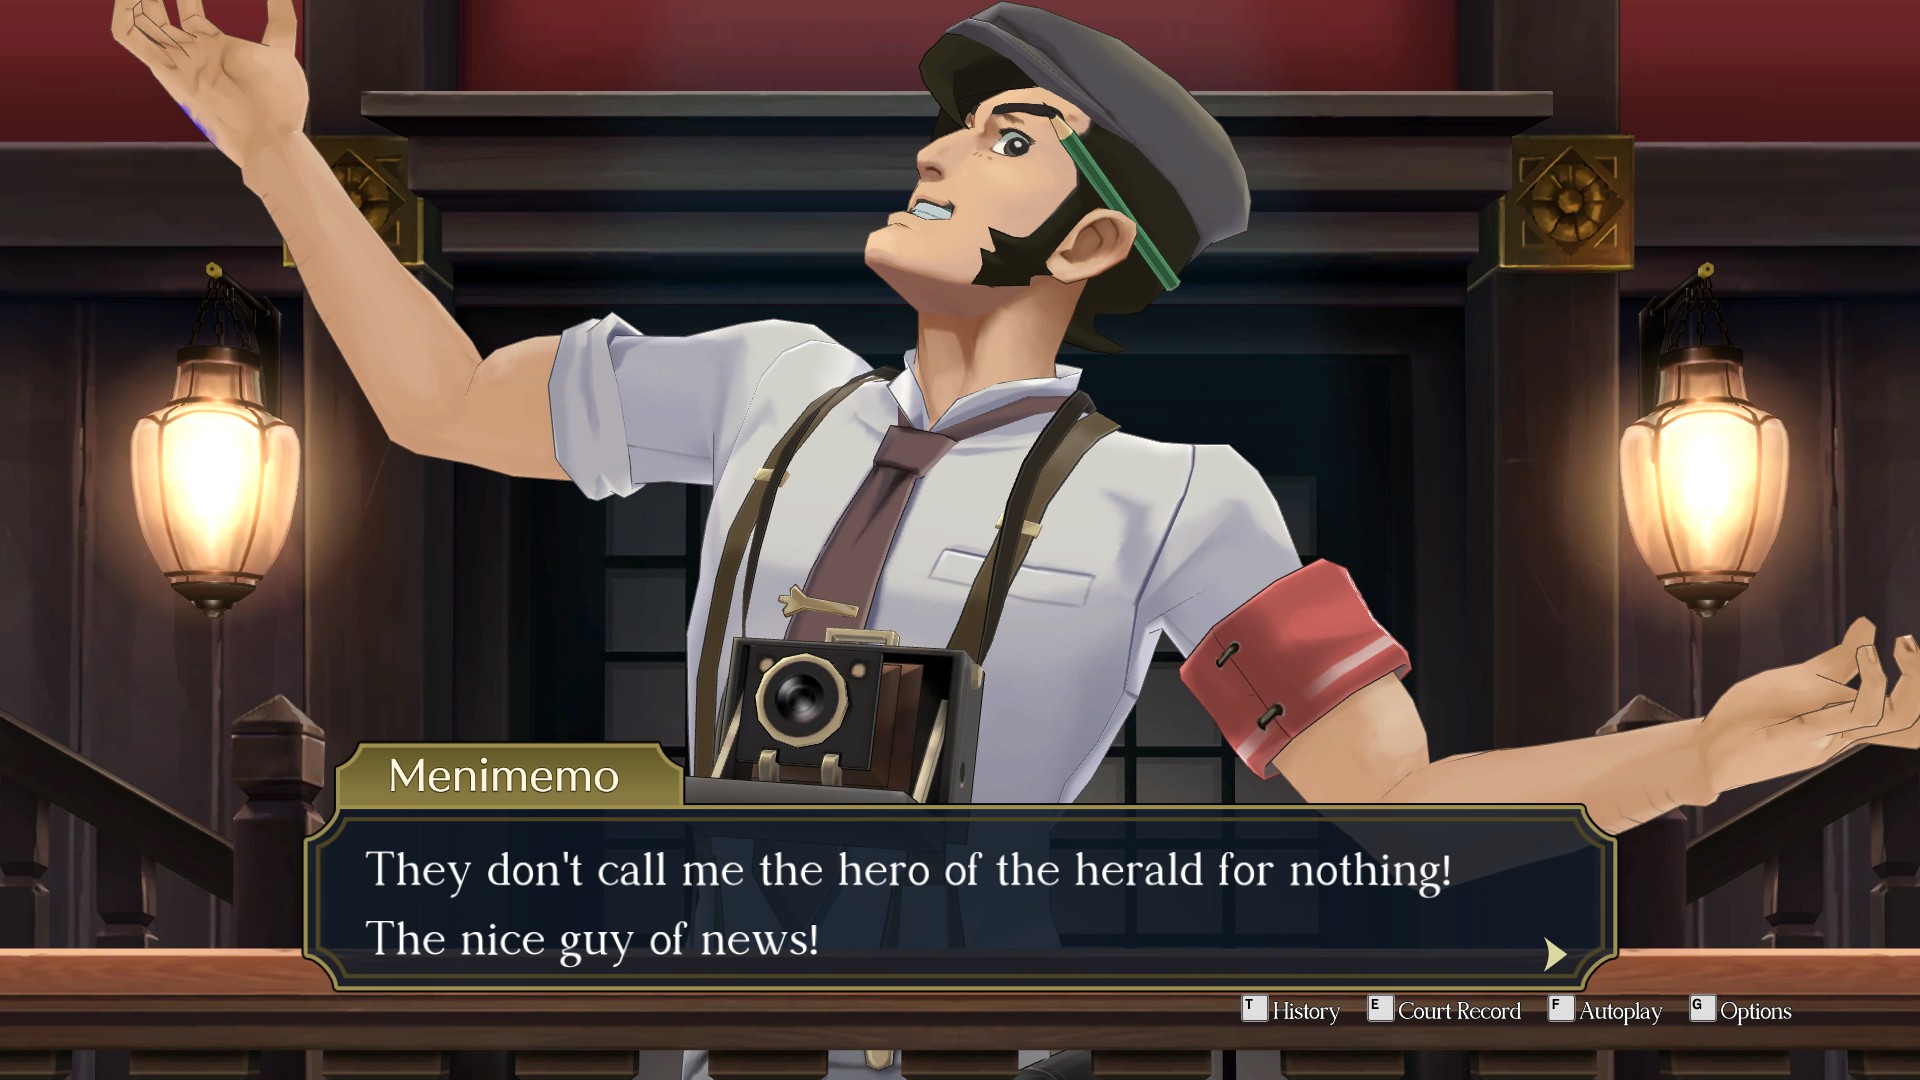 Menimemo
They don't call me the hero of the herald for nothing!
The nice guy of news!
T History E Court Record F Autoplay G Options